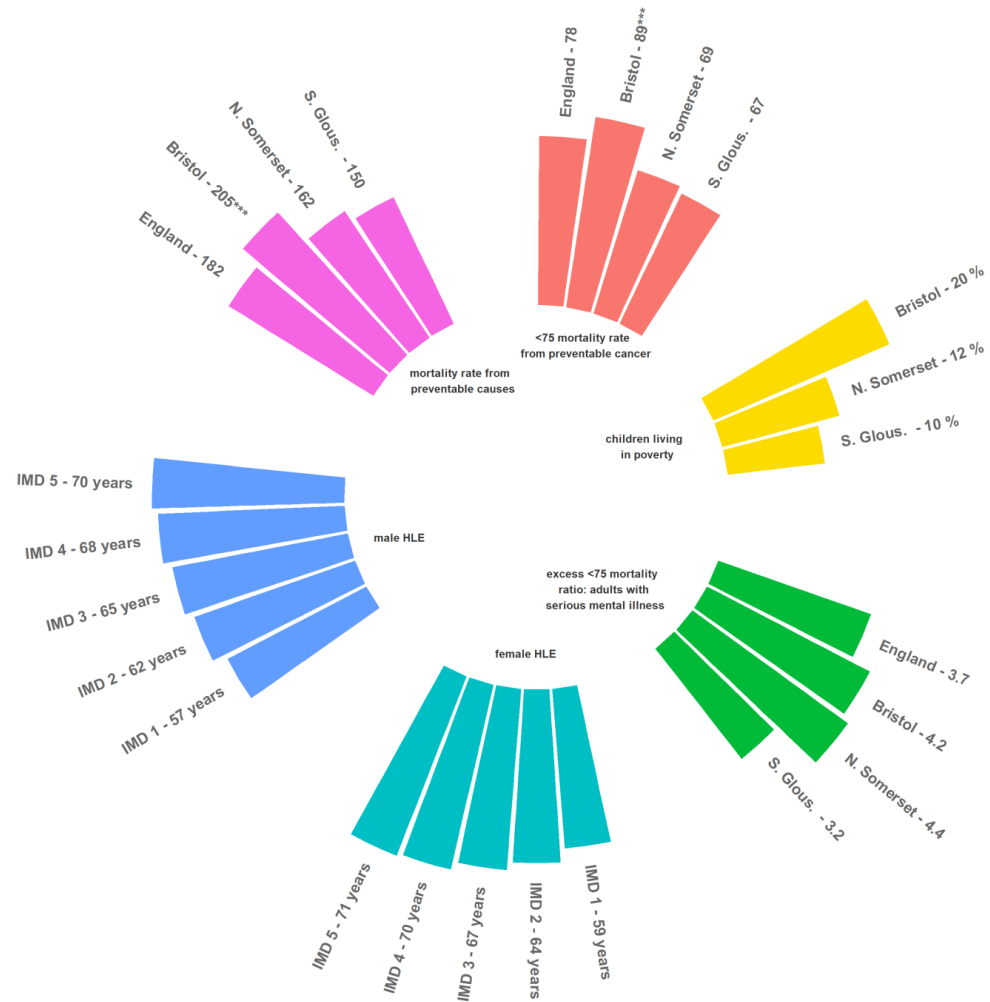 England - 78
Bristol - 89***
N. Somerset - 69
S. Glous.  - 67
<75 mortality rate
from preventable cancer
Bristol - 20 %
N. Somerset - 12 %
S. Glous.  - 10 %
children living
in poverty
England - 3.7
Bristol - 4.2
N. Somerset - 4.4
S. Glous.  - 3.2
excess <75 mortality
ratio: adults with
serious mental illness
IMD 1 - 59 years
IMD 2 - 64 years
IMD 3 - 67 years
IMD 4 - 70 years
IMD 5 - 71 years
female HLE
IMD 1 - 57 years
IMD 2 - 62 years
IMD 3 - 65 years
IMD 4 - 68 years
IMD 5 - 70 years
male HLE
England - 182
Bristol - 205***
N. Somerset - 162
S. Glous.  - 150
mortality rate from
preventable causes